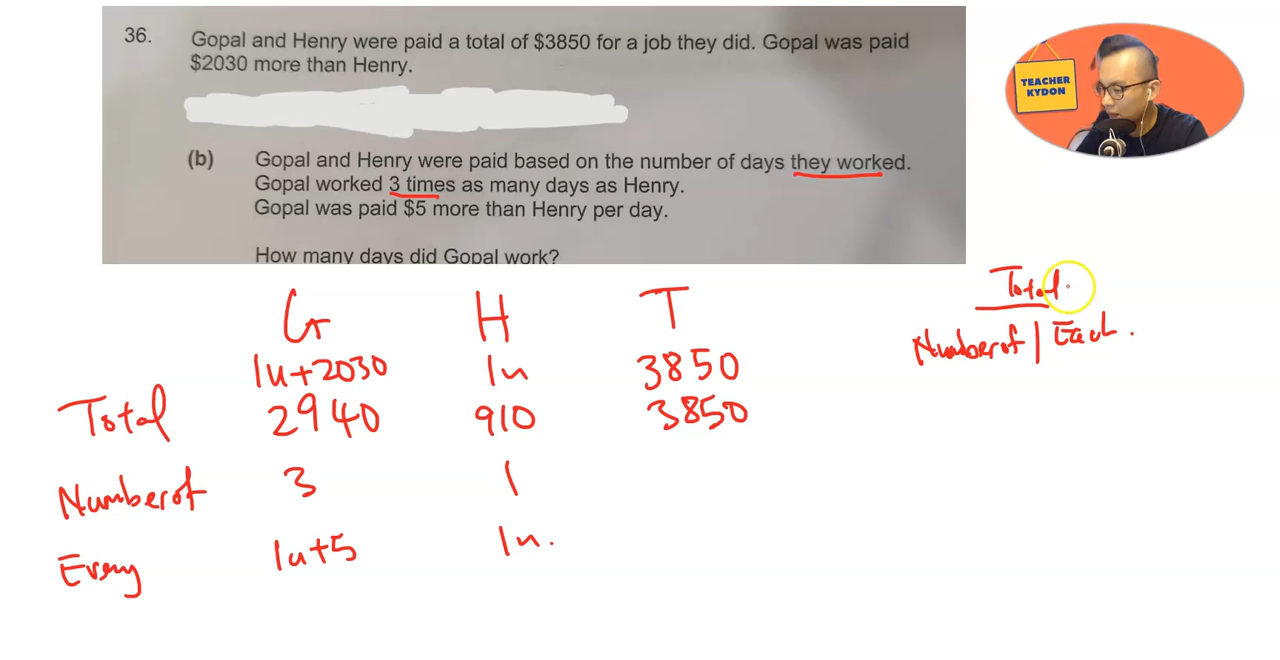 36.
Gopal and Henry were paid a total of $3850 for a job they did. Gopal was paid
$2030 more than Henry.
TEACHER
KYDON
(b) Gopal and Henry were paid based on the number of days they worked.
Gopal worked 3 times as many days as Henry.
Gopal was paid $5 more than Henry per day.
How many days did Gopal work?
Total
Number of | Each.
G H T
1u+2030 1u 3850
Total 2940 910 3850
Number of 3 1
Every 1u+5 1u.